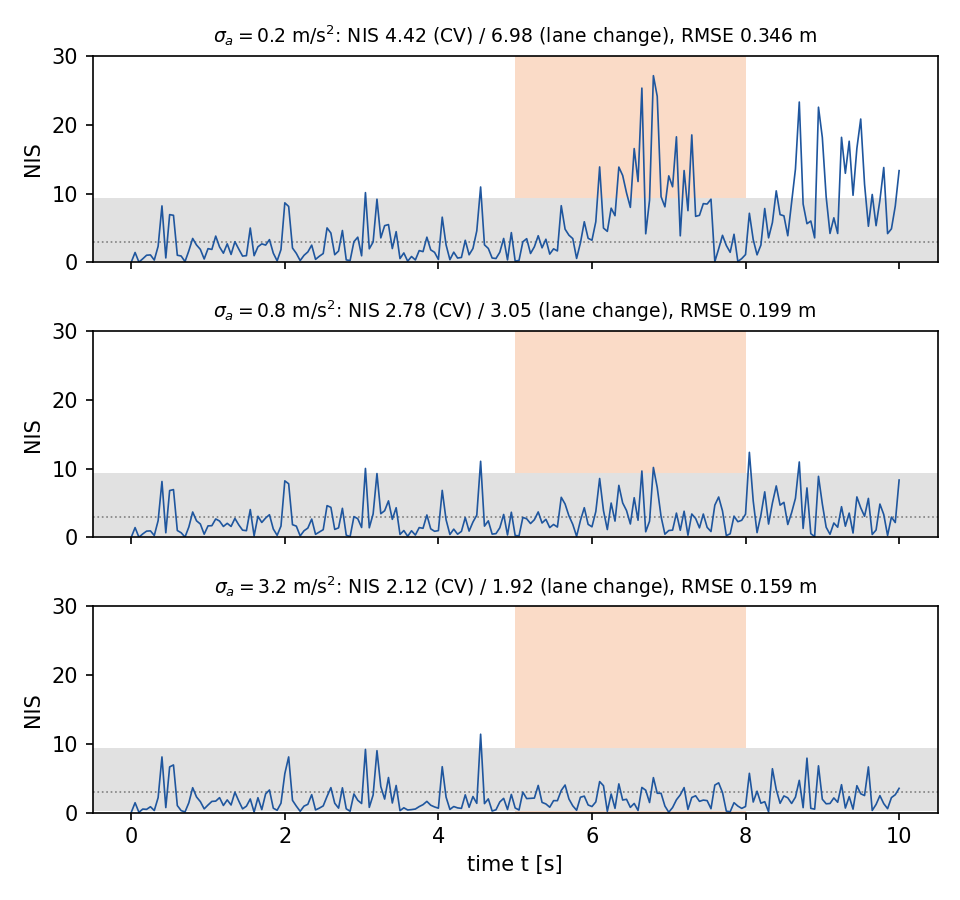 σₐ = 0.2 m/s²: NIS 4.42 (CV) / 6.98 (lane change), RMSE 0.346 m
30
20
10
0
NIS
σₐ = 0.8 m/s²: NIS 2.78 (CV) / 3.05 (lane change), RMSE 0.199 m
30
20
10
0
NIS
σₐ = 3.2 m/s²: NIS 2.12 (CV) / 1.92 (lane change), RMSE 0.159 m
30
20
10
0
NIS
0 2 4 6 8 10
time t [s]